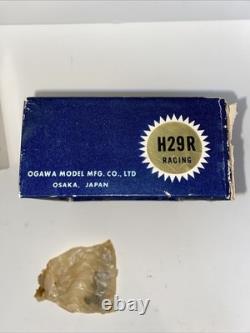 H29R
RACING
OGAWA MODEL MFG. CO., LTD
OSAKA, JAPAN